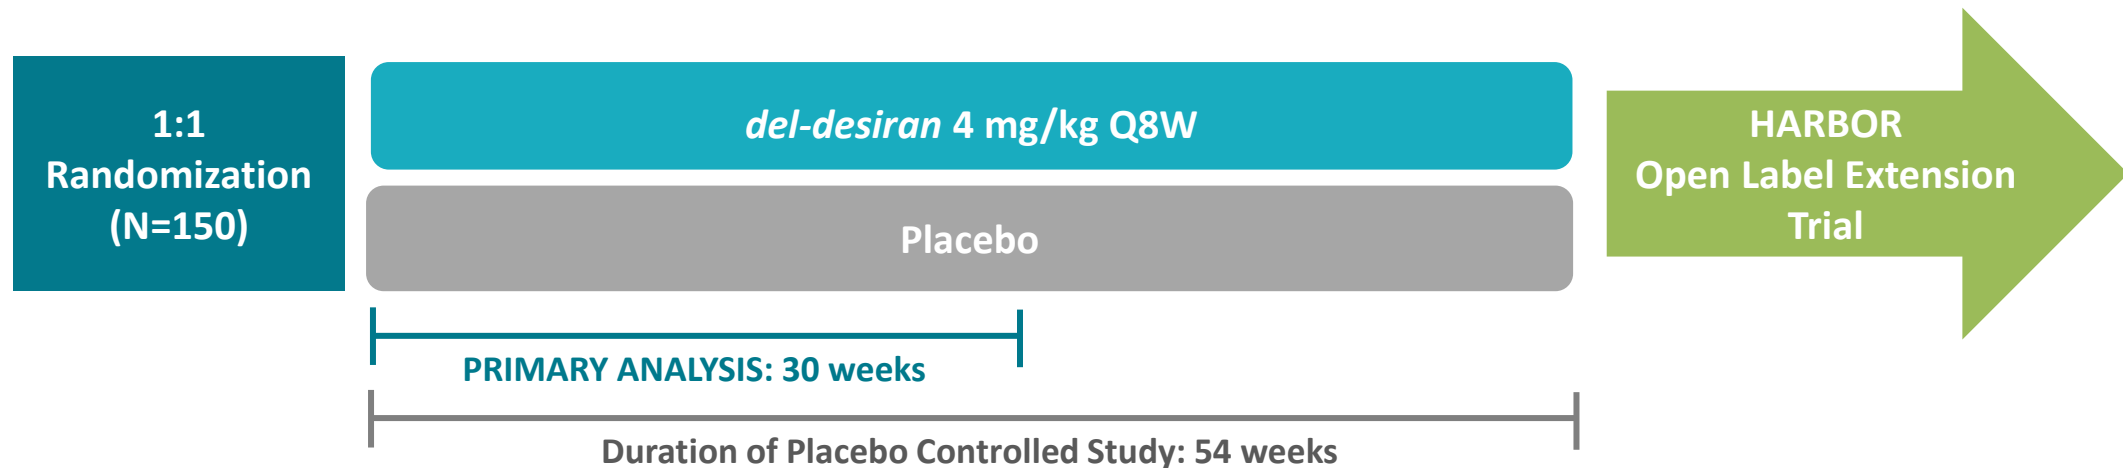 1:1
Randomization
(N=150)
del-desiran 4 mg/kg Q8W
Placebo
HARBOR
Open Label Extension
Trial
PRIMARY ANALYSIS: 30 weeks
Duration of Placebo Controlled Study: 54 weeks